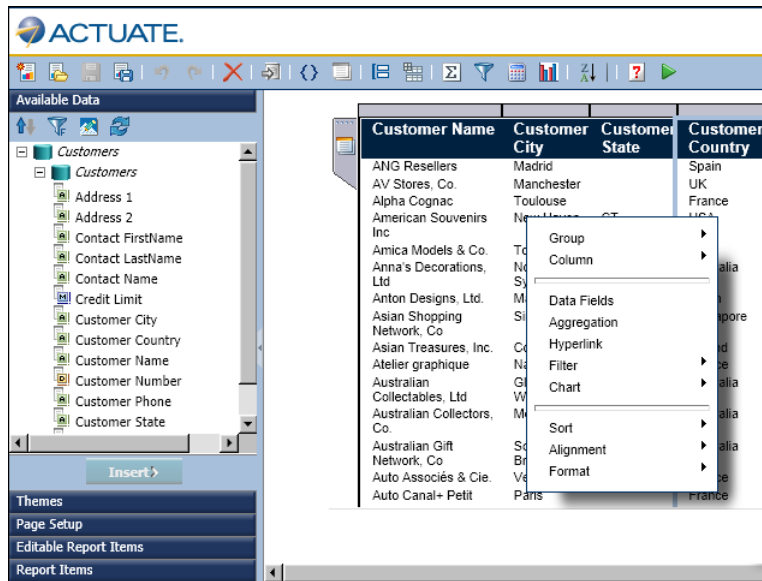 ACTUATE.
Available Data
Customers
Customers
Address 1
Address 2
Contact FirstName
Contact LastName
Contact Name
Credit Limit
Customer City
Customer Country
Customer Name
Customer Number
Customer Phone
Customer State
Insert
Themes
Page Setup
Editable Report Items
Report Items
Customer Name Customer City Customer State Customer Country
ANG Resellers Madrid Spain
AV Stores, Co. Manchester UK
Alpha Cognac Toulouse France
American Souvenirs
Inc
Amica Models & Co.
Anna's Decorations,
Ltd
Anton Designs, Ltd.
Asian Shopping
Network, Co
Asian Treasures, Inc.
Atelier graphique
Australian
Collectables, Ltd
Australian Collectors,
Co.
Australian Gift
Network, Co
Auto Associés & Cie.
Auto Canal+ Petit Paris France
Group
Column
Data Fields
Aggregation
Hyperlink
Filter
Chart
Sort
Alignment
Format